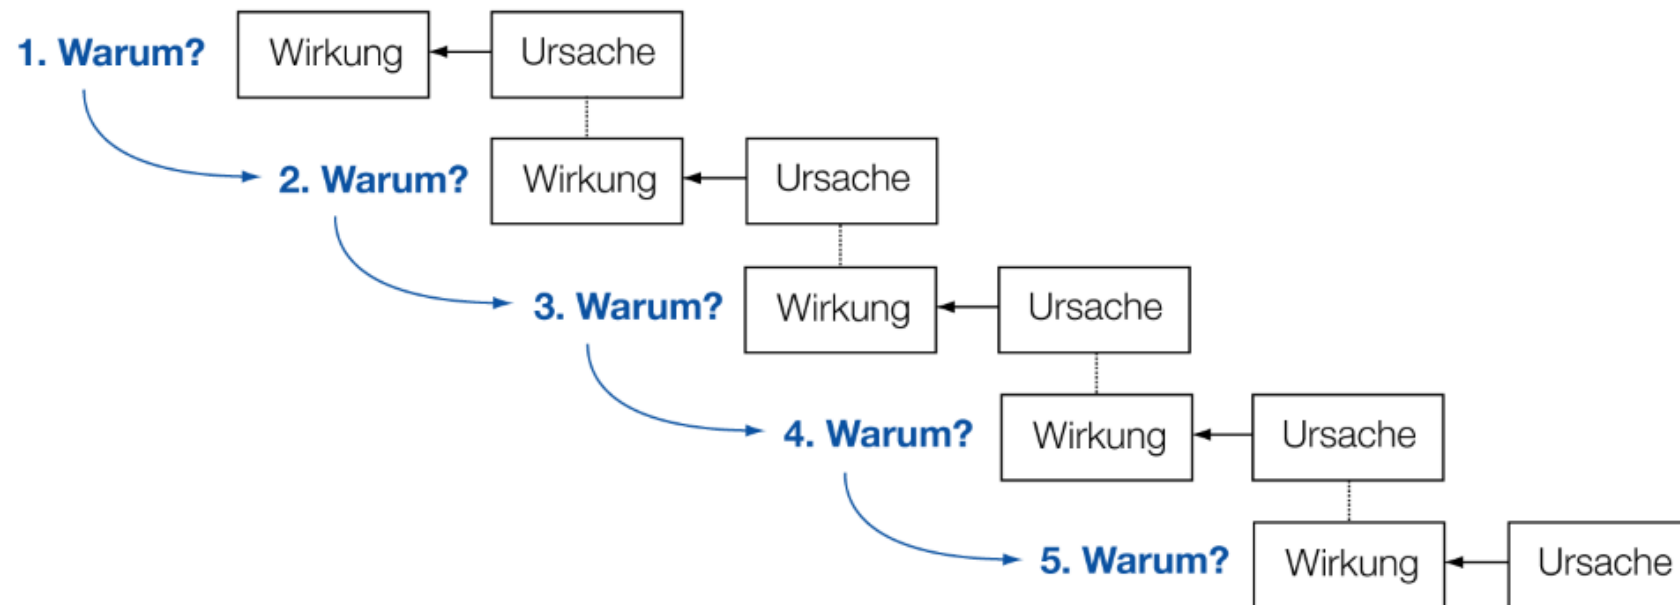 1. Warum? Wirkung Ursache
2. Warum? Wirkung Ursache
3. Warum? Wirkung Ursache
4. Warum? Wirkung Ursache
5. Warum? Wirkung Ursache